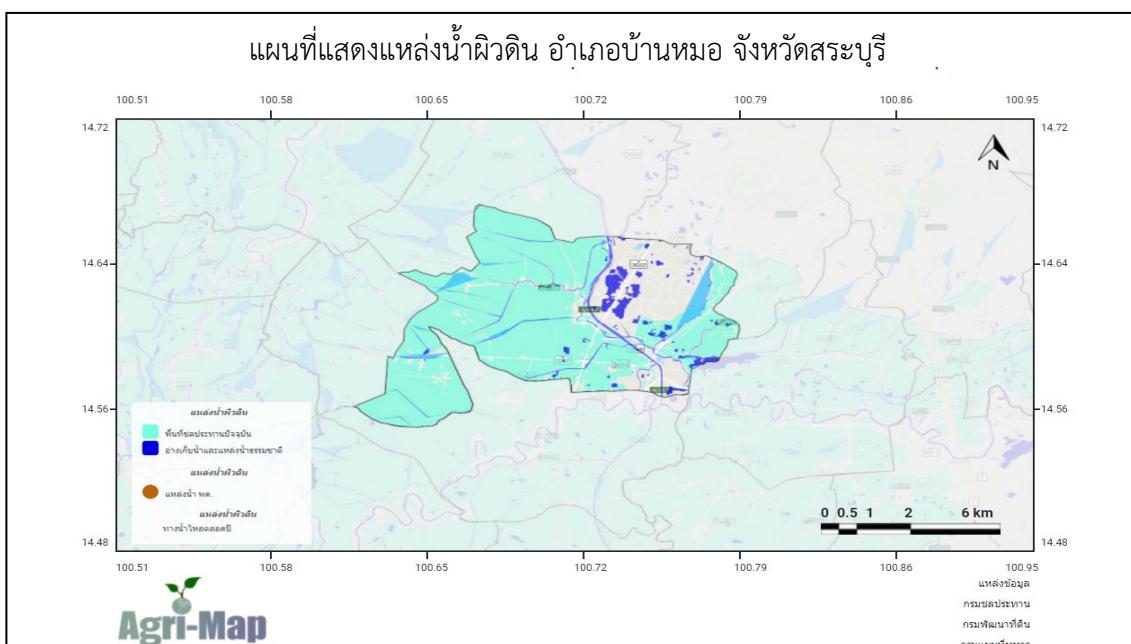 แผนที่แสดงแหล่งน้ำผิวดิน อำเภอบ้านหมอ จังหวัดสระบุรี
100.51 100.58 100.65 100.72 100.79 100.86 100.95
14.72 14.72
N
3022
14.64 14.64
14.56 14.56
แหล่งน้ำผิวดิน
พื้นที่ชลประทานปัจจุบัน
อ่างเก็บน้ำและแหล่งน้ำธรรมชาติ
แหล่งน้ำผิวดิน
แหล่งน้ำ พด.
แหล่งน้ำผิวดิน
ทางน้ำไหลตลอดปี
0 0.5 1 2 6 km
14.48 14.48
100.51 100.58 100.65 100.72 100.79 100.86 100.95
Agri-Map
แหล่งข้อมูล
กรมชลประทาน
กรมพัฒนาที่ดิน